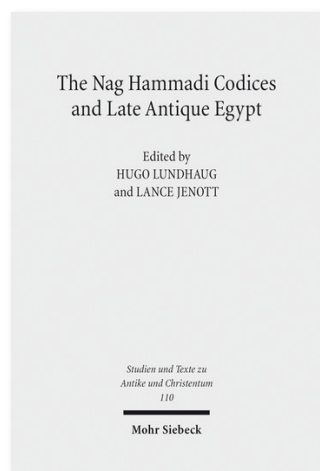 The Nag Hammadi Codices
and Late Antique Egypt
Edited by
HUGO LUNDHAUG
and LANCE JENOTT
Studien und Texte zu
Antike und Christentum
110
Mohr Siebeck